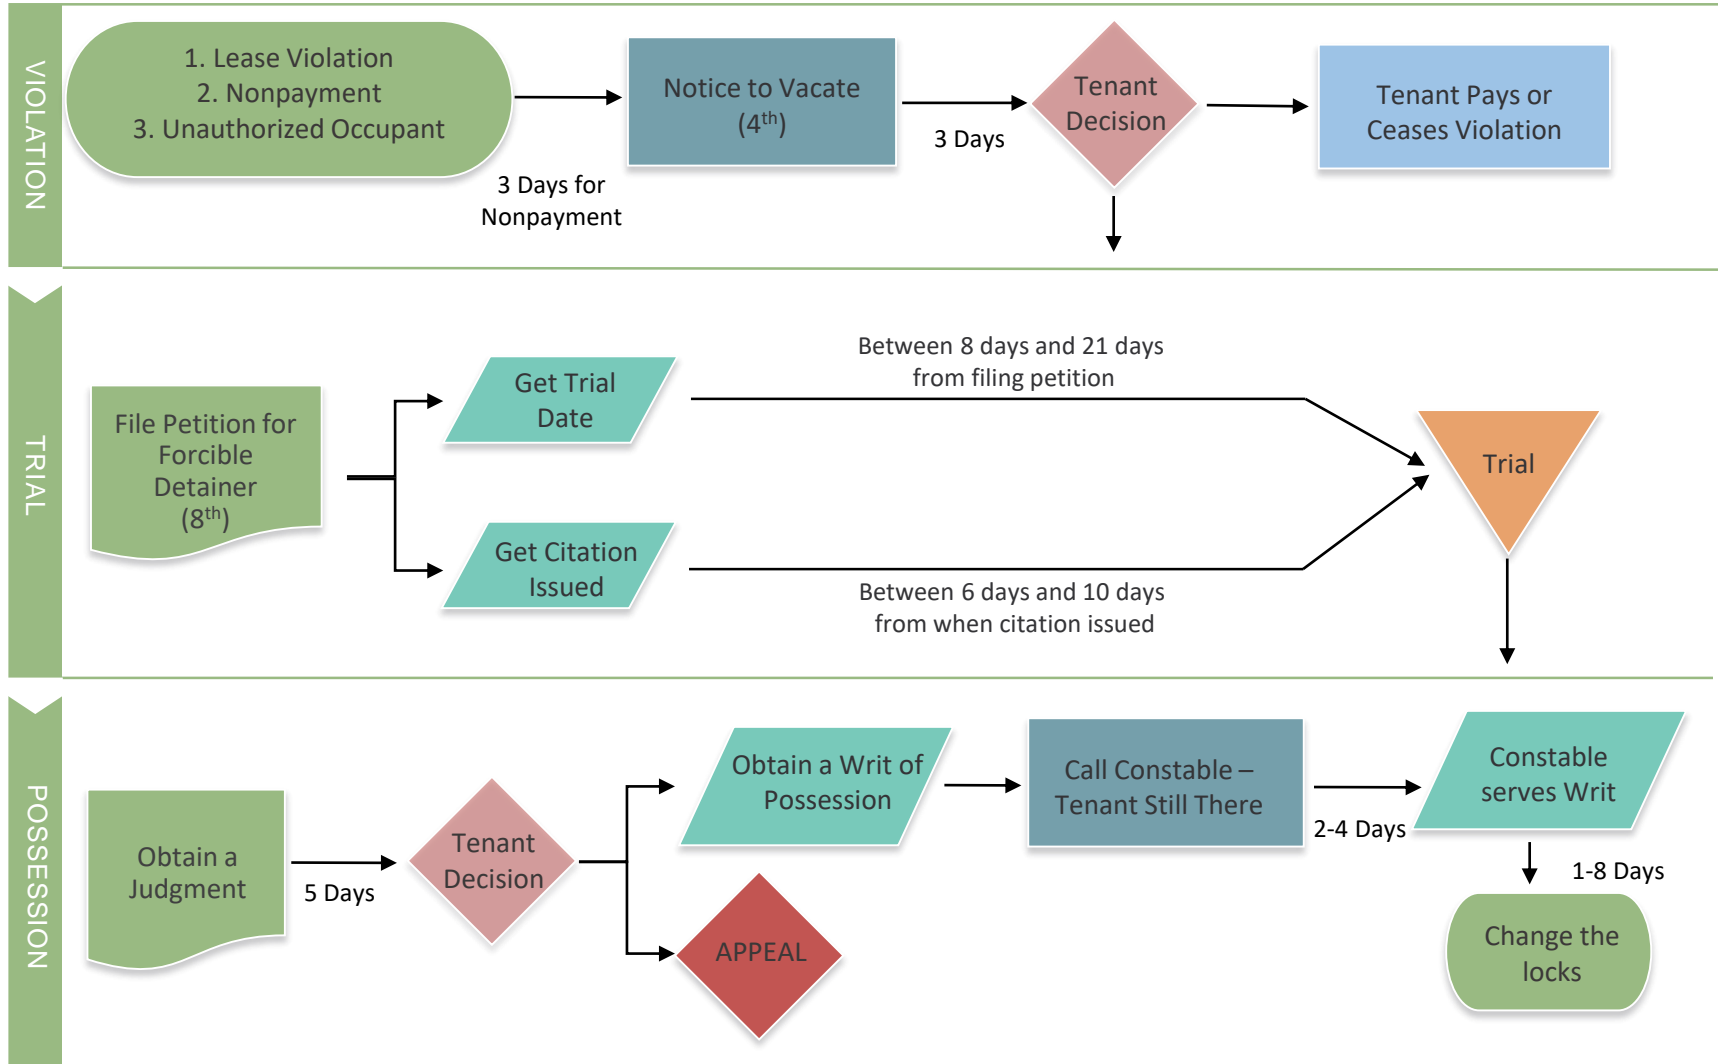 VIOLATION
1. Lease Violation
2. Nonpayment
3. Unauthorized Occupant
3 Days for
Nonpayment
Notice to Vacate
(4th)
3 Days
Tenant
Decision
Tenant Pays or
Ceases Violation
TRIAL
File Petition for
Forcible
Detainer
(8th)
Get Trial
Date
Between 8 days and 21 days
from filing petition
Get Citation
Issued
Between 6 days and 10 days
from when citation issued
Trial
POSSESSION
Obtain a
Judgment
5 Days
Tenant
Decision
Obtain a Writ of
Possession
APPEAL
Call Constable –
Tenant Still There
2-4 Days
Constable
serves Writ
1-8 Days
Change the
locks